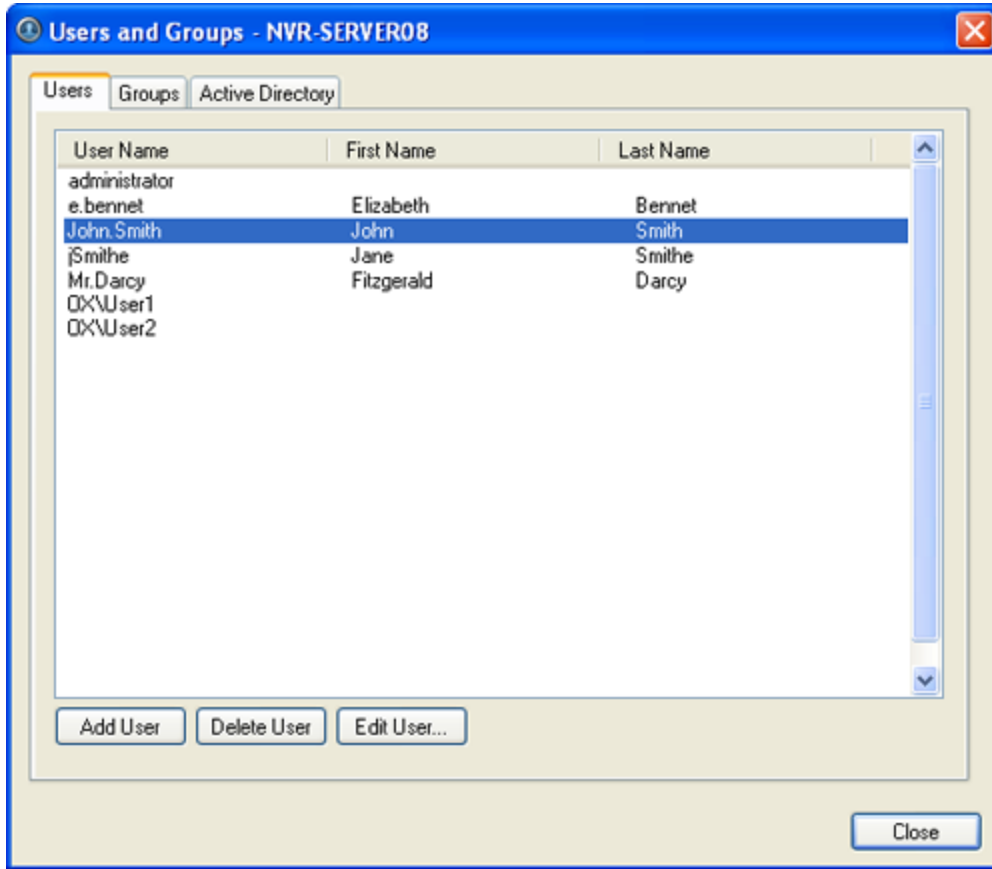 Users and Groups - NVR-SERVER08
Users Groups Active Directory
User Name First Name Last Name
administrator
e.bennet Elizabeth Bennet
John.Smith John Smith
jSmithe Jane Smithe
Mr.Darcy Fitzgerald Darcy
OX\User1
OX\User2
Add User Delete User Edit User...
Close